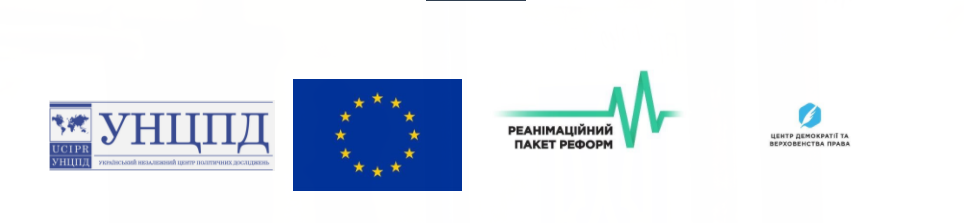 УНЦПД
UCIPR
УНЦПД
УКРАЇНСЬКИЙ НЕЗАЛЕЖНИЙ ЦЕНТР ПОЛІТИЧНИХ ДОСЛІДЖЕНЬ
РЕАНІМАЦІЙНИЙ
ПАКЕТ РЕФОРМ
ЦЕНТР ДЕМОКРАТІЇ ТА
ВЕРХОВЕНСТВА ПРАВА